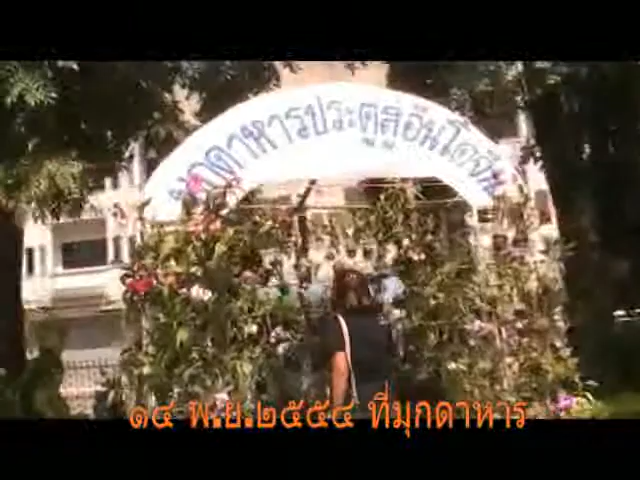 มุกดาหารประตูสู่อินโดจีน
๑๔ พ.ย.๒๕๕๔ ที่มุกดาหาร